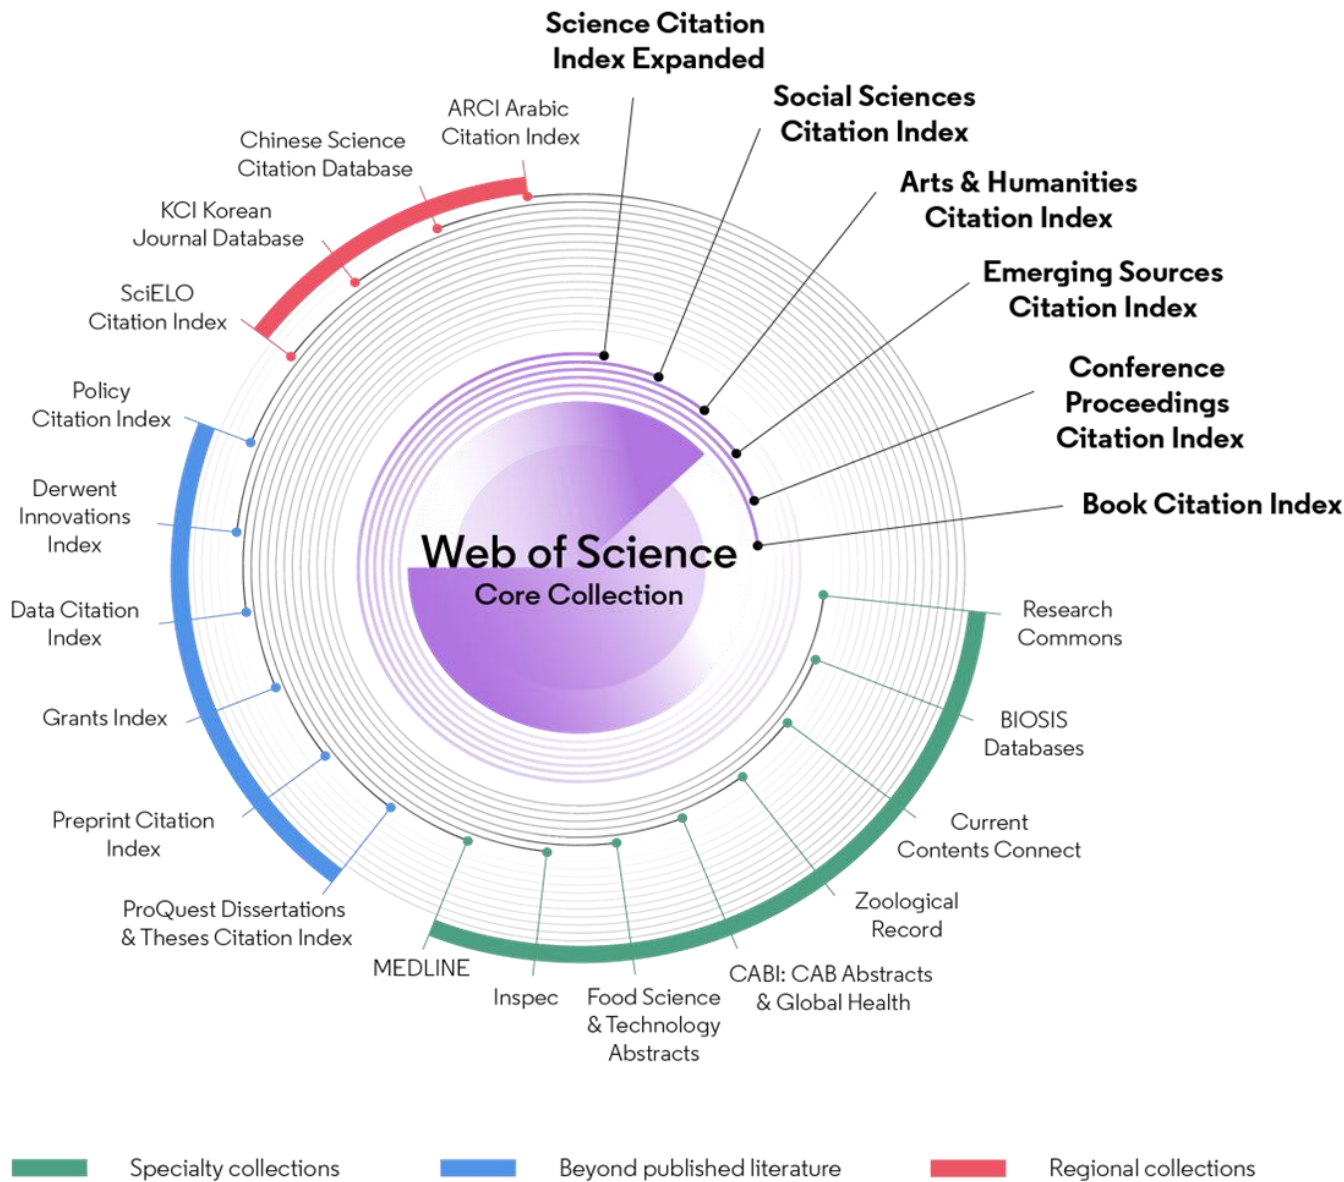 Science Citation
Index Expanded
Social Sciences
Citation Index
Arts & Humanities
Citation Index
Emerging Sources
Citation Index
Conference
Proceedings
Citation Index
Book Citation Index
ARCI Arabic
Citation Index
Chinese Science
Citation Database
KCI Korean
Journal Database
SciELO
Citation Index
Policy
Citation Index
Derwent
Innovations
Index
Data Citation
Index
Grants Index
Preprint Citation
Index
ProQuest Dissertations
& Theses Citation Index
Web of Science
Core Collection
Research
Commons
BIOSIS
Databases
Current
Contents Connect
Zoological
Record
CABI: CAB Abstracts
& Global Health
Food Science
& Technology
Abstracts
Inspec
MEDLINE
Specialty collections
Beyond published literature
Regional collections